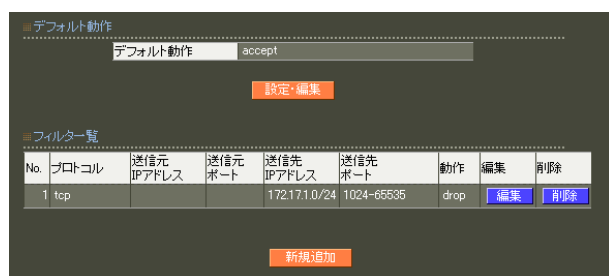 デフォルト動作
デフォルト動作 accept
設定・編集
フィルタ一覧
No. プロトコル 送信元IPアドレス 送信元ポート 送信先IPアドレス 送信先ポート 動作 編集 削除
1 tcp 172.17.1.0/24 1024-65535 drop 編集 削除
新規追加